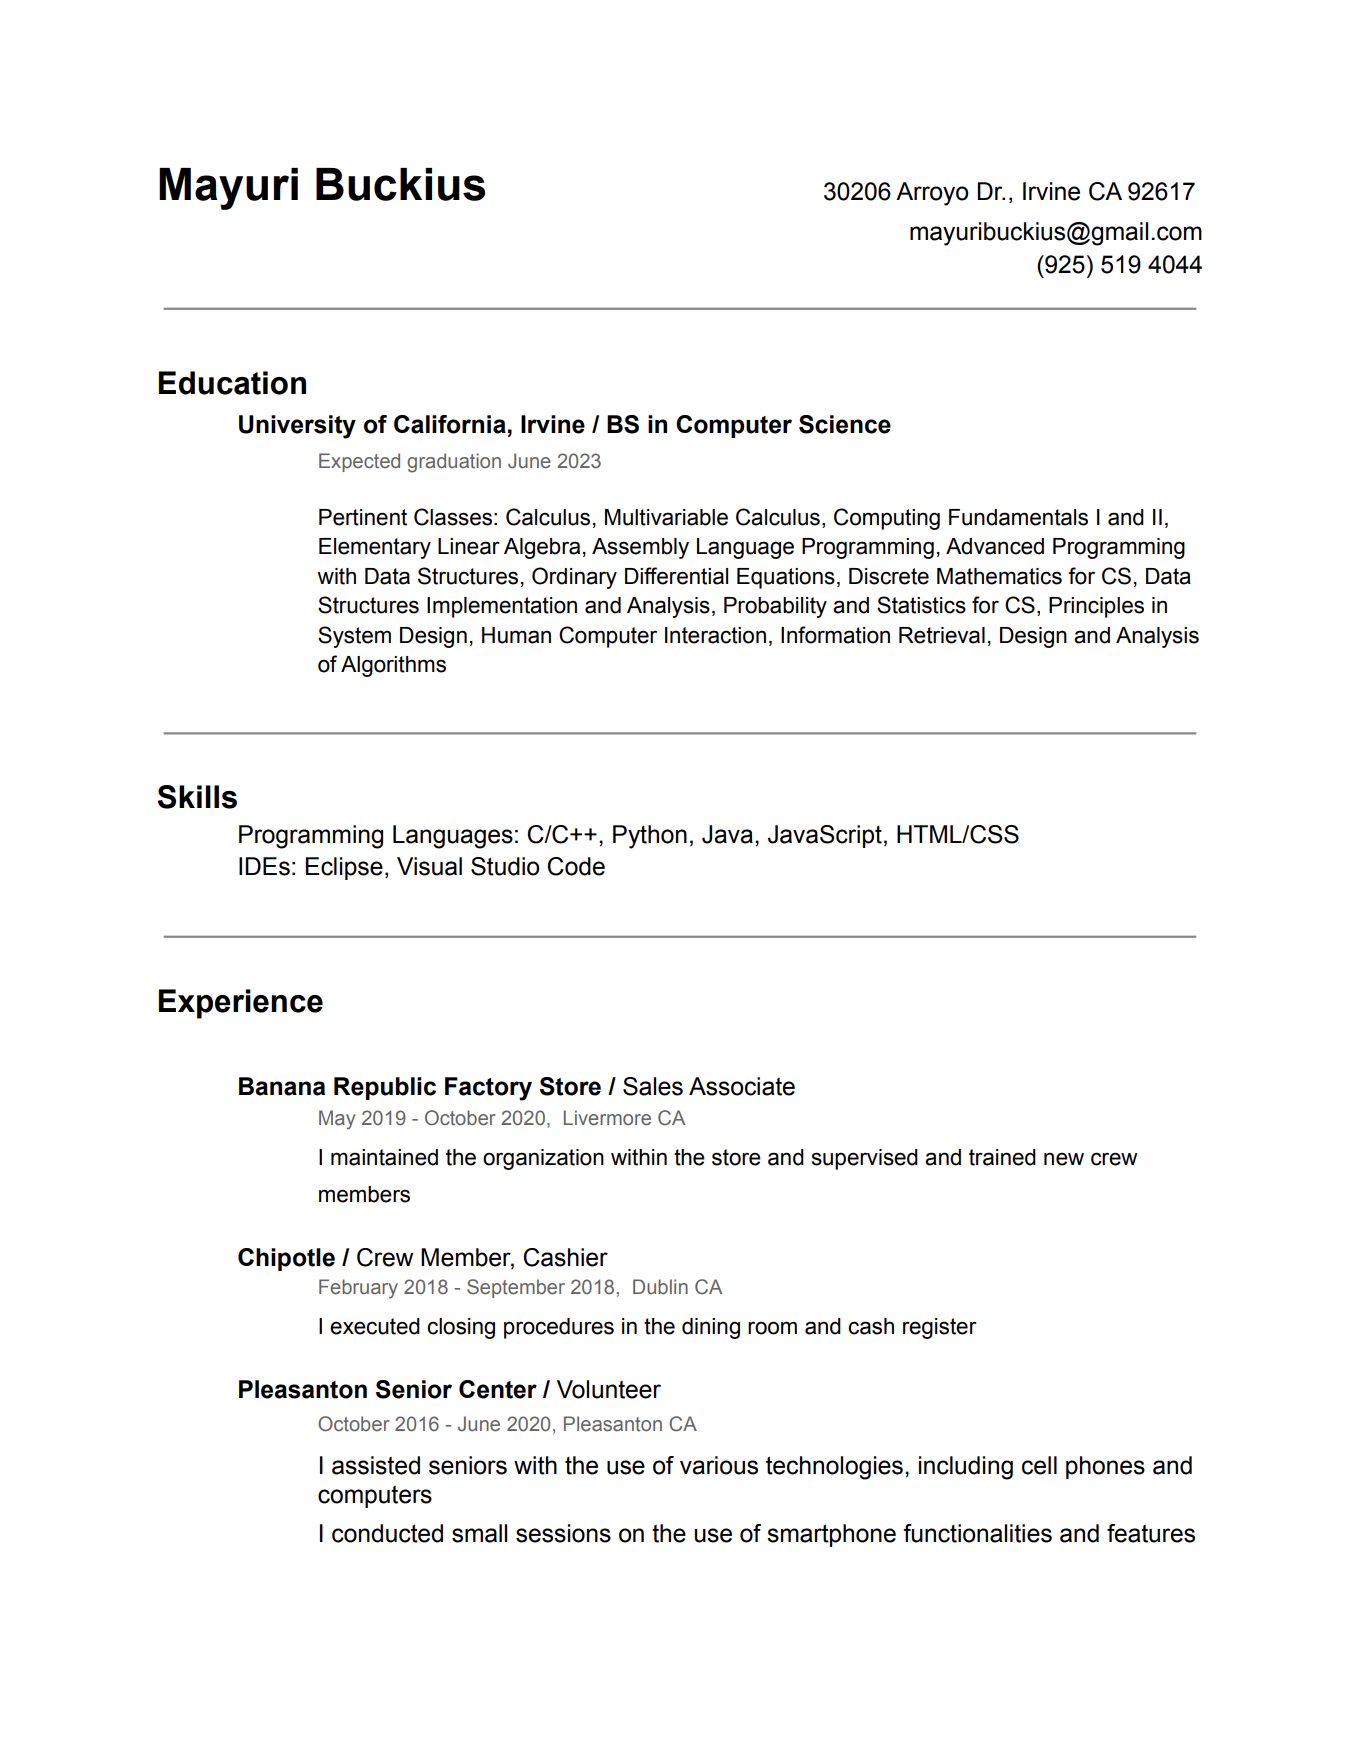 Mayuri Buckius
30206 Arroyo Dr., Irvine CA 92617
mayuribuckius@gmail.com
(925) 519 4044
Education
University of California, Irvine / BS in Computer Science
Expected graduation June 2023
Pertinent Classes: Calculus, Multivariable Calculus, Computing Fundamentals I and II,
Elementary Linear Algebra, Assembly Language Programming, Advanced Programming
with Data Structures, Ordinary Differential Equations, Discrete Mathematics for CS, Data
Structures Implementation and Analysis, Probability and Statistics for CS, Principles in
System Design, Human Computer Interaction, Information Retrieval, Design and Analysis
of Algorithms
Skills
Programming Languages: C/C++, Python, Java, JavaScript, HTML/CSS
IDEs: Eclipse, Visual Studio Code
Experience
Banana Republic Factory Store / Sales Associate
May 2019 - October 2020,  Livermore CA
I maintained the organization within the store and supervised and trained new crew
members
Chipotle / Crew Member, Cashier
February 2018 - September 2018,  Dublin CA
I executed closing procedures in the dining room and cash register
Pleasanton Senior Center / Volunteer
October 2016 - June 2020, Pleasanton CA
I assisted seniors with the use of various technologies, including cell phones and
computers
I conducted small sessions on the use of smartphone functionalities and features